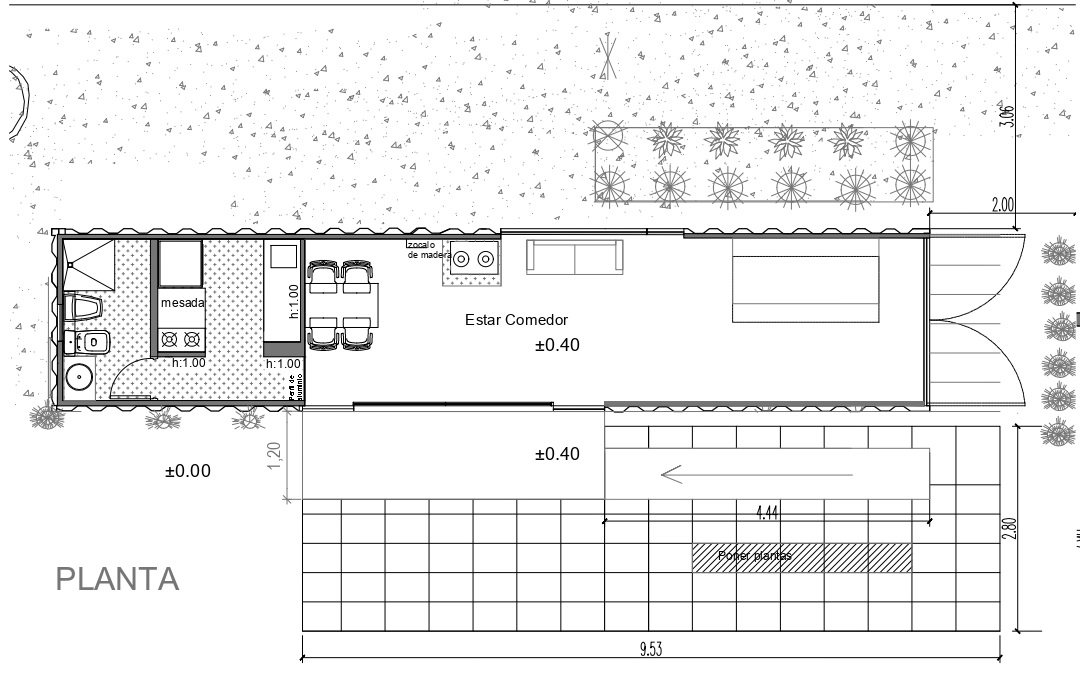 3.06
2.00
zocalo
de madera
mesada
h:1.00
Estar Comedor
±0.40
h:1.00
h:1.00
Perfil de
aluminio
1,20
±0.40
±0.00
4.44
2.80
Poner plantas
PLANTA
9.53